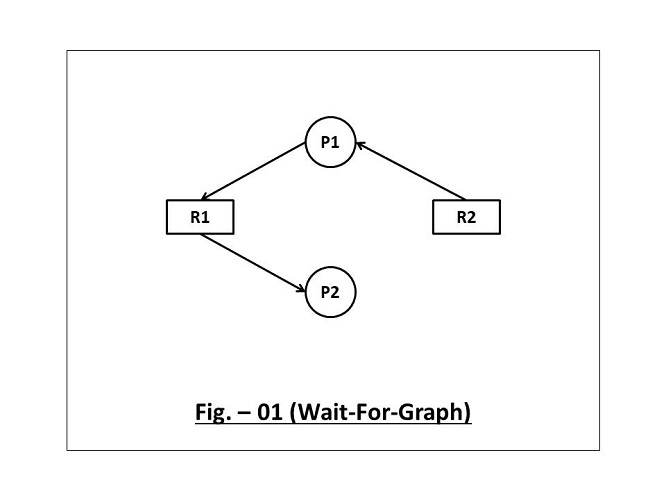 P1
R1
R2
P2
Fig. – 01 (Wait-For-Graph)